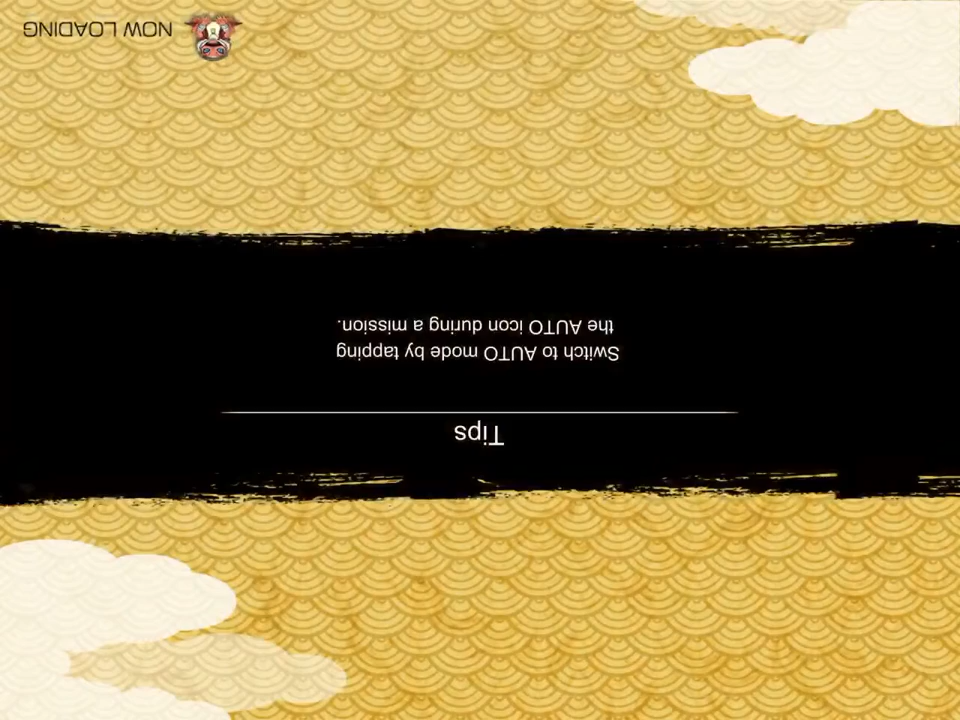 Tips
Switch to AUTO mode by tapping
the AUTO icon during a mission.
NOW LOADING